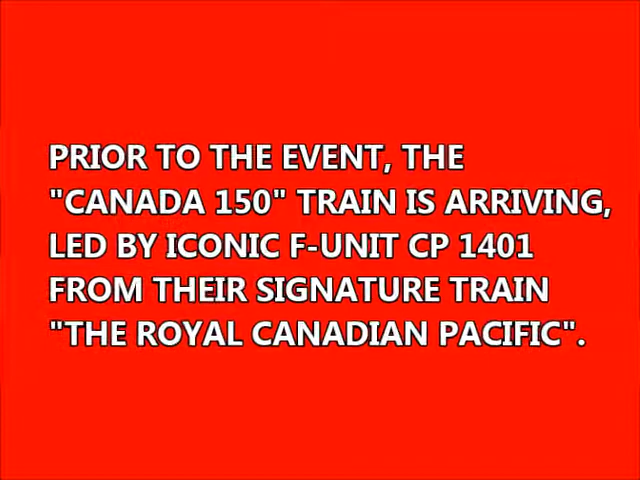 PRIOR TO THE EVENT, THE
"CANADA 150" TRAIN IS ARRIVING,
LED BY ICONIC F-UNIT CP 1401
FROM THEIR SIGNATURE TRAIN
"THE ROYAL CANADIAN PACIFIC".